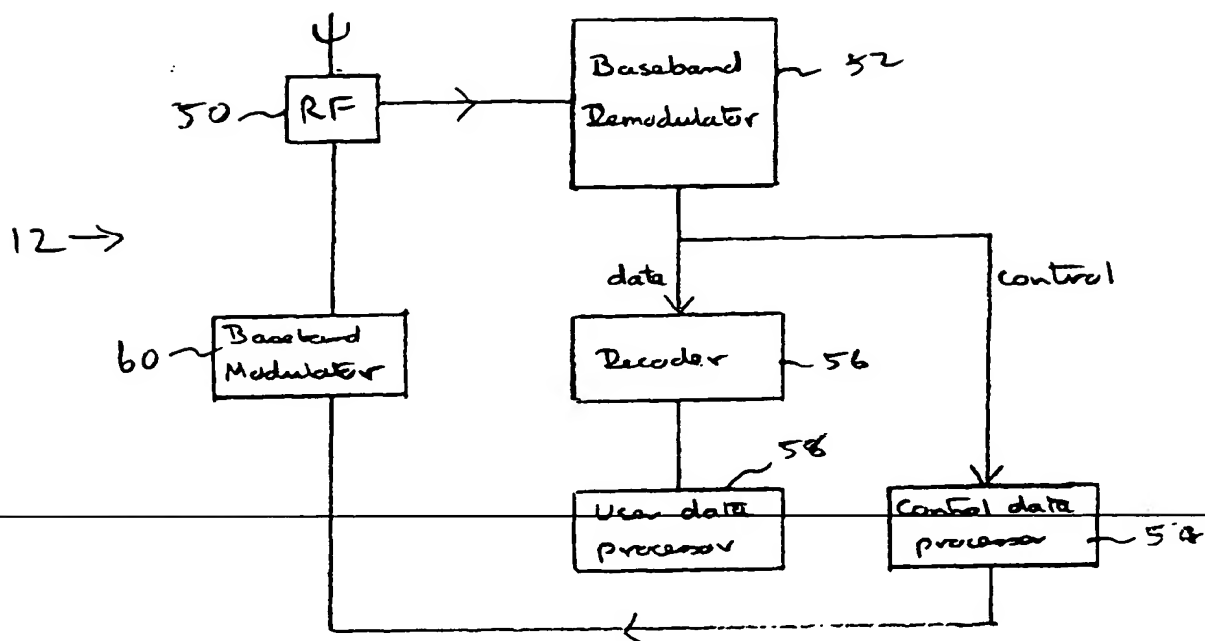 Baseband
Demodulator
52
50
RF
12
data
control
60
Baseband
Modulator
Decoder
56
58
User data
processor
Control data
processor